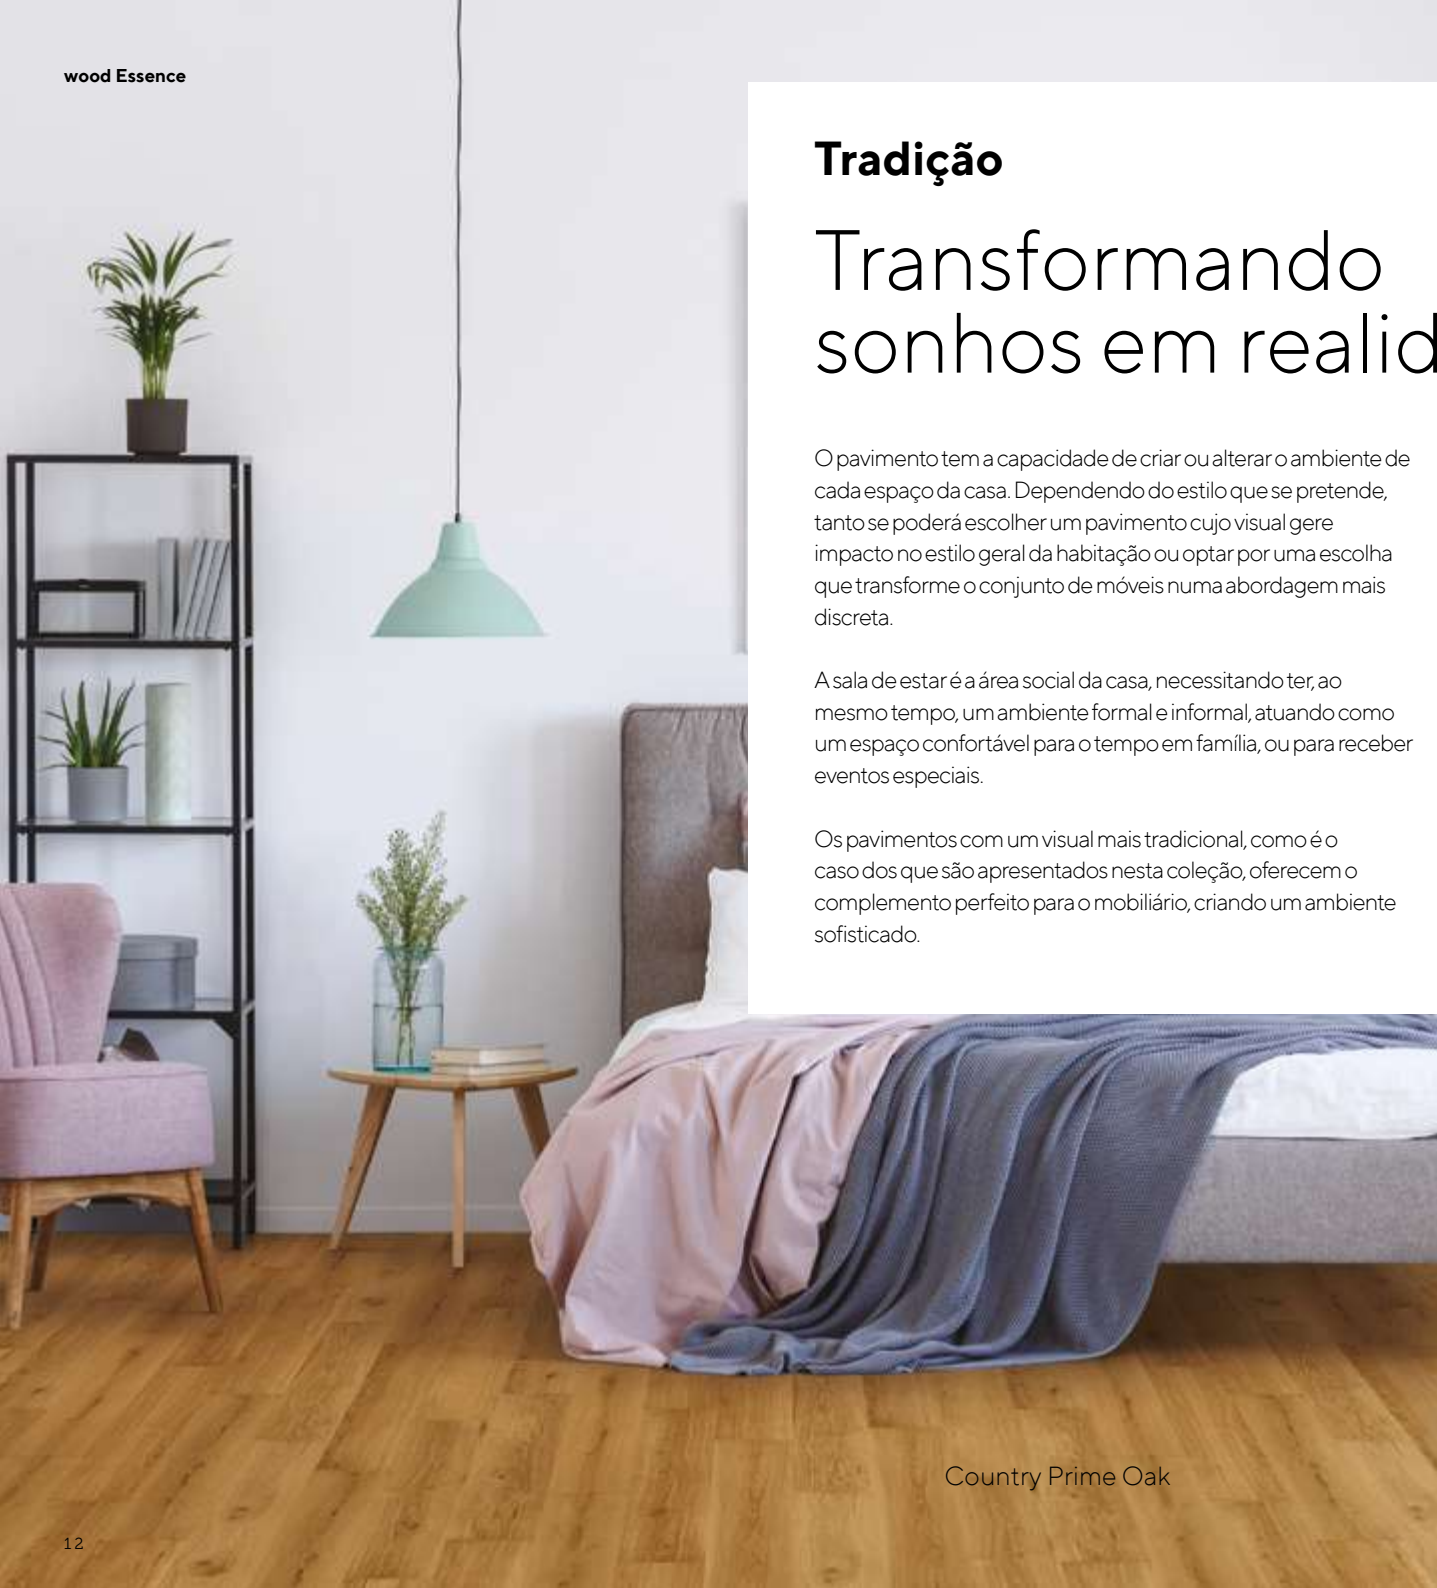 wood Essence
Tradição
Transformando
sonhos em realid
O pavimento tem a capacidade de criar ou alterar o ambiente de
cada espaço da casa. Dependendo do estilo que se pretende,
tanto se poderá escolher um pavimento cujo visual gere
impacto no estilo geral da habitação ou optar por uma escolha
que transforme o conjunto de móveis numa abordagem mais
discreta.
A sala de estar é a área social da casa, necessitando ter, ao
mesmo tempo, um ambiente formal e informal, atuando como
um espaço confortável para o tempo em família, ou para receber
eventos especiais.
Os pavimentos com um visual mais tradicional, como é o
caso dos que são apresentados nesta coleção, oferecem o
complemento perfeito para o mobiliário, criando um ambiente
sofisticado.
Country Prime Oak
12